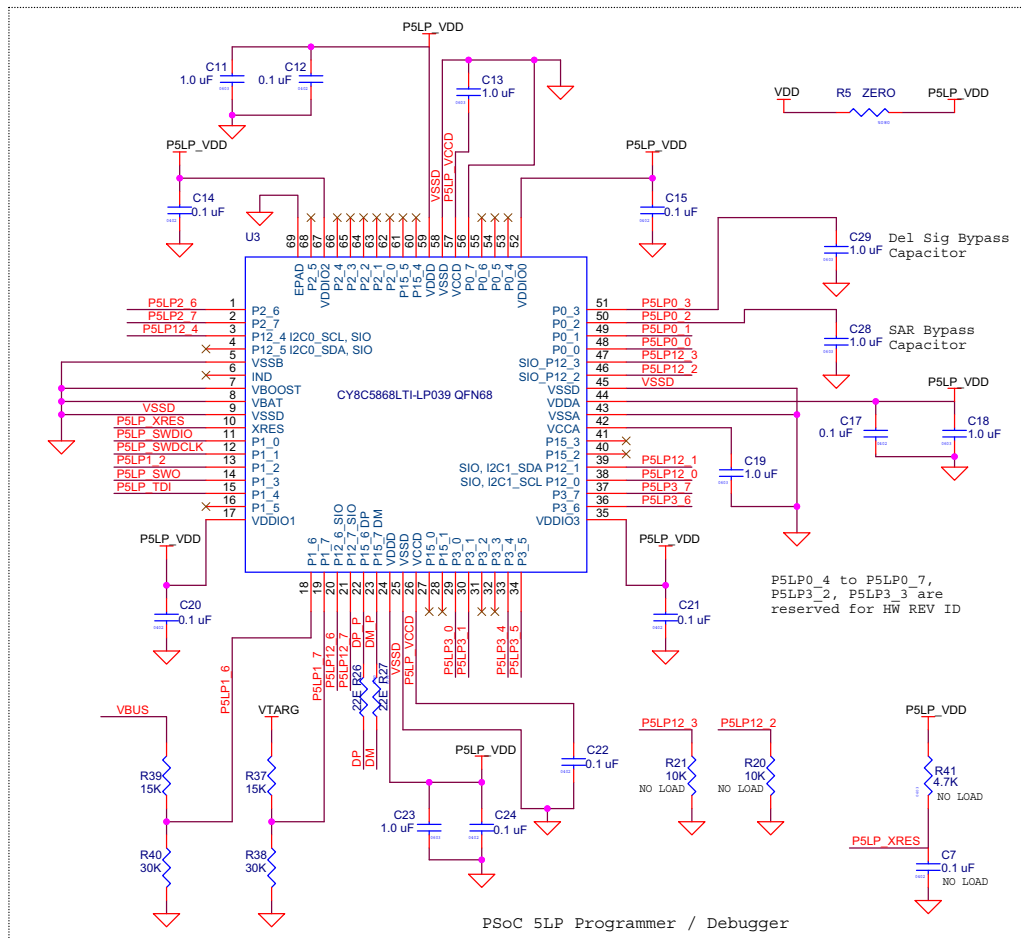 P5LP_VDD
C11
1.0 uF
C12
0.1 uF
C13
1.0 uF
VDD
R5 ZERO
P5LP_VDD
P5LP_VDD
C14
0.1 uF
VSSD
P5LP_VCCD
P5LP_VDD
C15
0.1 uF
U3
69
68
67
66
65
64
63
62
61
60
59
58
57
56
55
54
53
52
EPAD
P2_5
VDDIO2
P2_4
P2_3
P2_2
P2_1
P2_0
P15_5
P15_4
VDDD
VSSD
VCCD
P0_7
P0_6
P0_5
P0_4
VDDIO0
C29
1.0 uF
Del Sig Bypass
Capacitor
C28
1.0 uF
SAR Bypass
Capacitor
P5LP2_6 1 P2_6
P5LP2_7 2 P2_7
P5LP12_4 3 P12_4 I2C0_SCL, SIO
4 P12_5 I2C0_SDA, SIO
5 VSSB
6 IND
7 VBOOST
8 VBAT
VSSD 9 VSSD
P5LP_XRES 10 XRES
P5LP_SWDIO 11 P1_0
P5LP_SWDCLK 12 P1_1
P5LP1_2 13 P1_2
P5LP_SWO 14 P1_3
P5LP_TDI 15 P1_4
16 P1_5
17 VDDIO1
CY8C5868LTI-LP039 QFN68
P0_3 51 P5LP0_3
P0_2 50 P5LP0_2
P0_1 49 P5LP0_1
P0_0 48 P5LP0_0
SIO_P12_3 47 P5LP12_3
SIO_P12_2 46 P5LP12_2
VSSD 45 VSSD
VDDA 44
VSSA 43
VCCA 42
P15_3 41
P15_2 40
SIO, I2C1_SDA P12_1 39 P5LP12_1
SIO, I2C1_SCL P12_0 38 P5LP12_0
P3_7 37 P5LP3_7
P3_6 36 P5LP3_6
VDDIO3 35
P5LP_VDD
C17
0.1 uF
C18
1.0 uF
C19
1.0 uF
P1_6
P1_7
P12_6_SIO
P12_7_SIO
P15_6 DP
P15_7 DM
VDDD
VSSD
VCCD
P15_0
P15_1
P3_0
P3_1
P3_2
P3_3
P3_4
P3_5
18
19
20
21
22
23
24
25
26
27
28
29
30
31
32
33
34
P5LP_VDD
C20
0.1 uF
P5LP_VDD
C21
0.1 uF
P5LP0_4 to P5LP0_7,
P5LP3_2, P5LP3_3 are
reserved for HW REV ID
P5LP1_6
P5LP1_7
P5LP12_6
P5LP12_7
DP_P
DM_P
VSSD
P5LP_VCCD
P5LP3_0
P5LP3_1
P5LP3_4
P5LP3_5
22E R26
22E R27
DP
DM
VBUS
R39
15K
R40
30K
VTARG
R37
15K
R38
30K
P5LP_VDD
C23
1.0 uF
C24
0.1 uF
C22
0.1 uF
P5LP12_3
R21
10K
NO LOAD
P5LP12_2
R20
10K
NO LOAD
P5LP_VDD
R41
4.7K
NO LOAD
P5LP_XRES
C7
0.1 uF
NO LOAD
PSoC 5LP Programmer / Debugger